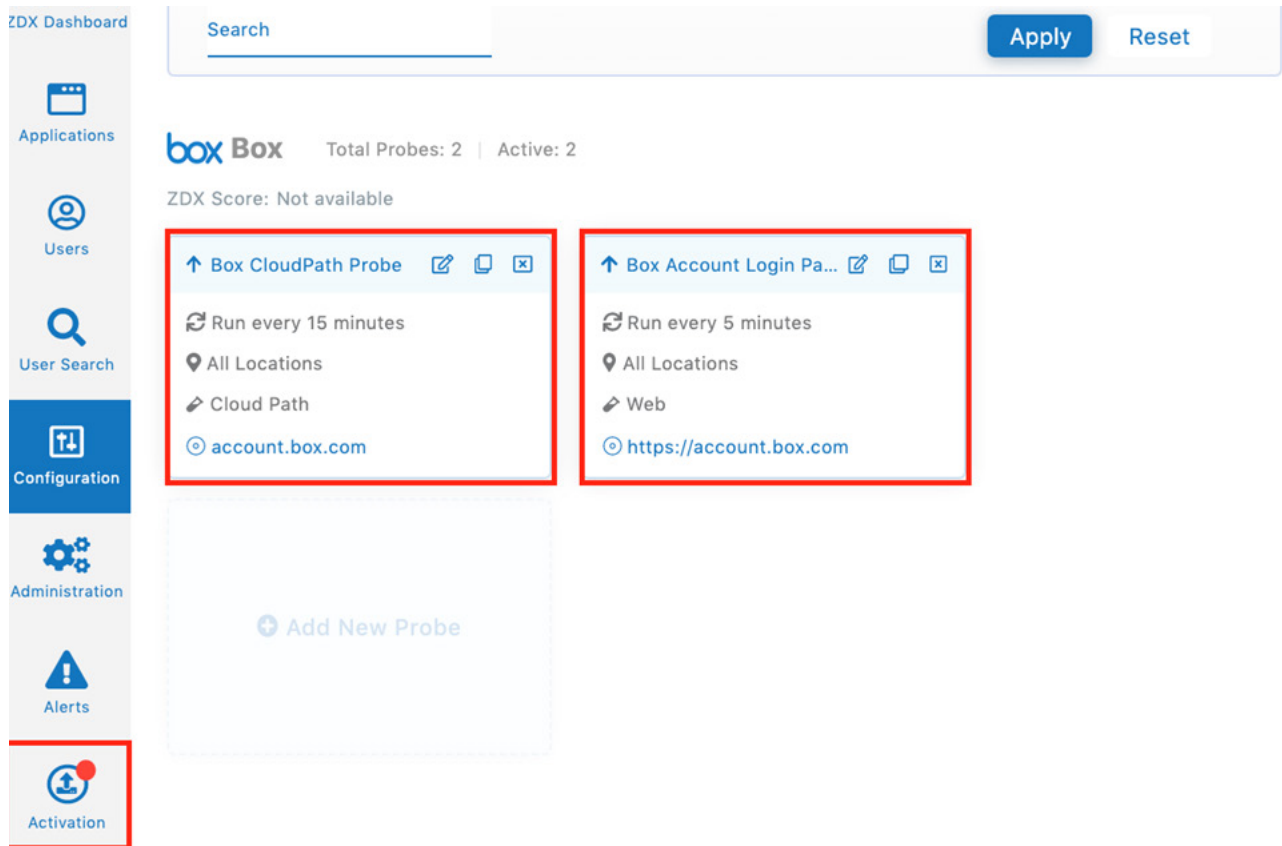 ZDX Dashboard
Applications
Users
User Search
Configuration
Administration
Alerts
Activation
Search
Apply Reset
box Box Total Probes: 2 | Active: 2
ZDX Score: Not available
Box CloudPath Probe
Run every 15 minutes
All Locations
Cloud Path
account.box.com
Box Account Login Pa...
Run every 5 minutes
All Locations
Web
https://account.box.com
Add New Probe